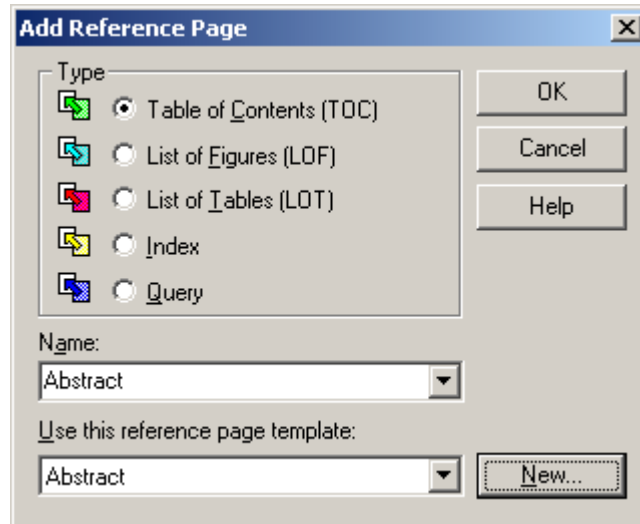 Add Reference Page
Type
Table of Contents (TOC)
List of Figures (LOF)
List of Tables (LOT)
Index
Query
OK
Cancel
Help
Name:
Abstract
Use this reference page template:
Abstract
New...